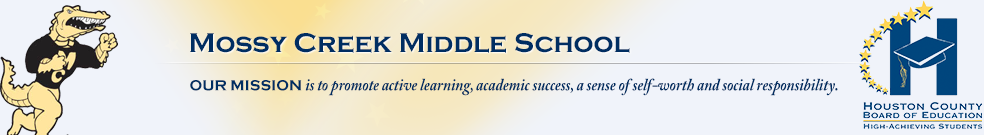 MOSSY CREEK MIDDLE SCHOOL
OUR MISSION is to promote active learning, academic success, a sense of self-worth and social responsibility.
C
H
HOUSTON COUNTY
BOARD OF EDUCATION
HIGH-ACHIEVING STUDENTS